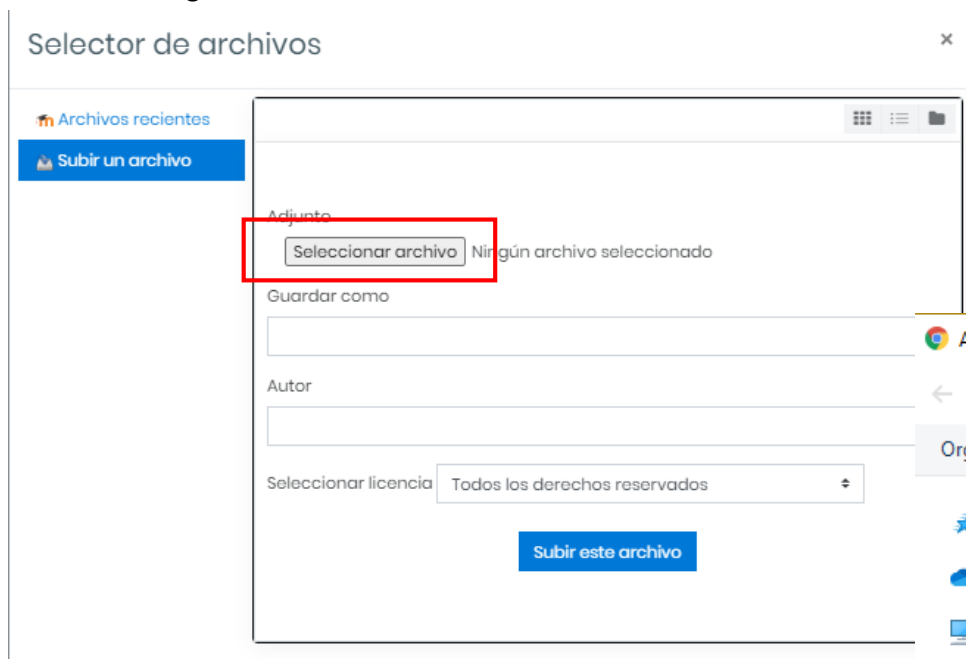 Selector de archivos
×
Archivos recientes
Subir un archivo
Adjunto
Seleccionar archivo Ningún archivo seleccionado
Guardar como
Autor
Seleccionar licencia Todos los derechos reservados
Subir este archivo